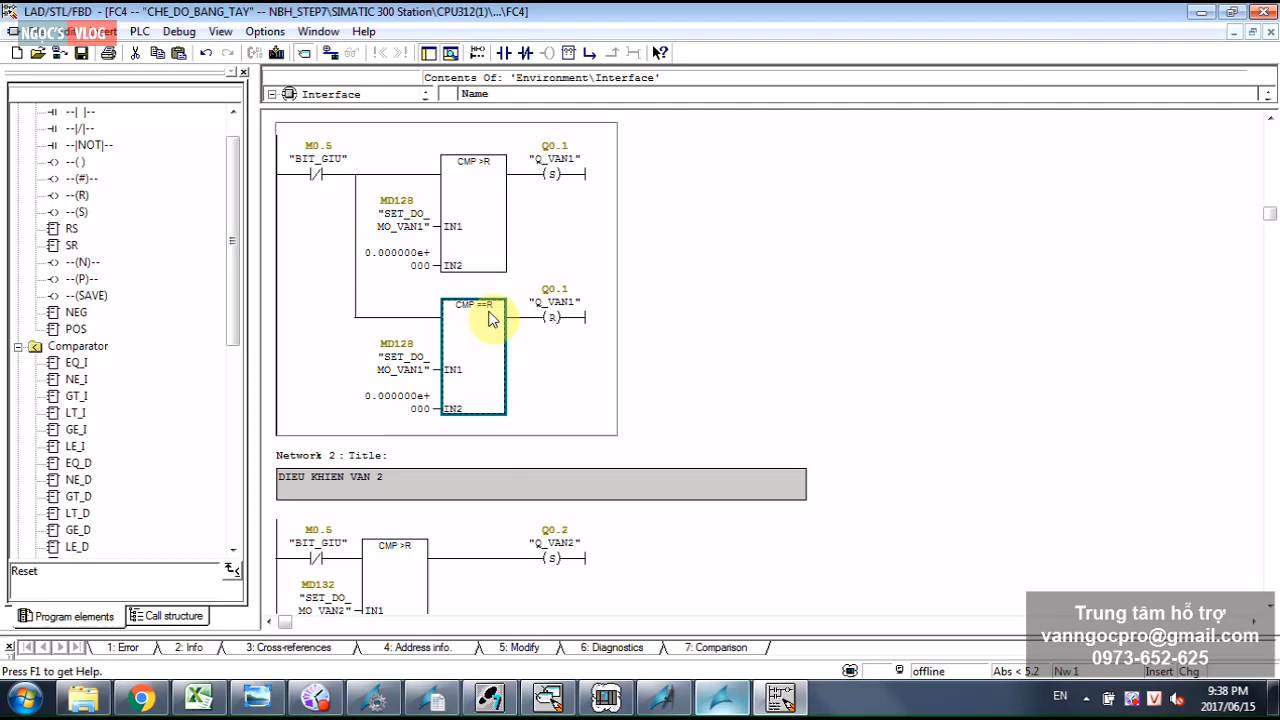 LAD/STL/FBD - [FC4 -- "CHE_DO_BANG_TAY" -- NBH_STEP7\SIMATIC 300 Station\CPU312(1)\...\FC4]
NGỌC'S VLOG
PLC Debug View Options Window Help
Contents Of: 'Environment\Interface'
Interface
Name
--| |--
--|/|--
--|NOT|--
--( )
--(#)--
--(R)
--(S)
RS
SR
--(N)--
--(P)--
--(SAVE)
NEG
POS
Comparator
EQ_I
NE_I
GT_I
LT_I
GE_I
LE_I
EQ_D
NE_D
GT_D
LT_D
GE_D
LE_D
Reset
Program elements
Call structure
M0.5
"BIT_GIU"
CMP >R
Q0.1
"Q_VAN1"
(S)
MD128
"SET_DO_
MO_VAN1"
IN1
0.000000e+
000
IN2
CMP ==R
Q0.1
"Q_VAN1"
(R)
MD128
"SET_DO_
MO_VAN1"
IN1
0.000000e+
000
IN2
Network 2 : Title:
DIEU KHIEN VAN 2
M0.5
"BIT_GIU"
CMP >R
Q0.2
"Q_VAN2"
(S)
MD132
"SET_DO_
MO_VAN2"
IN1
Trung tâm hỗ trợ
vanngocpro@gmail.com
0973-652-625
1: Error 2: Info 3: Cross-references 4: Address info. 5: Modify 6: Diagnostics 7: Comparison
Press F1 to get Help.
offline
Abs < 5.2
Nw 1
Insert
Chg
EN
9:38 PM
2017/06/15